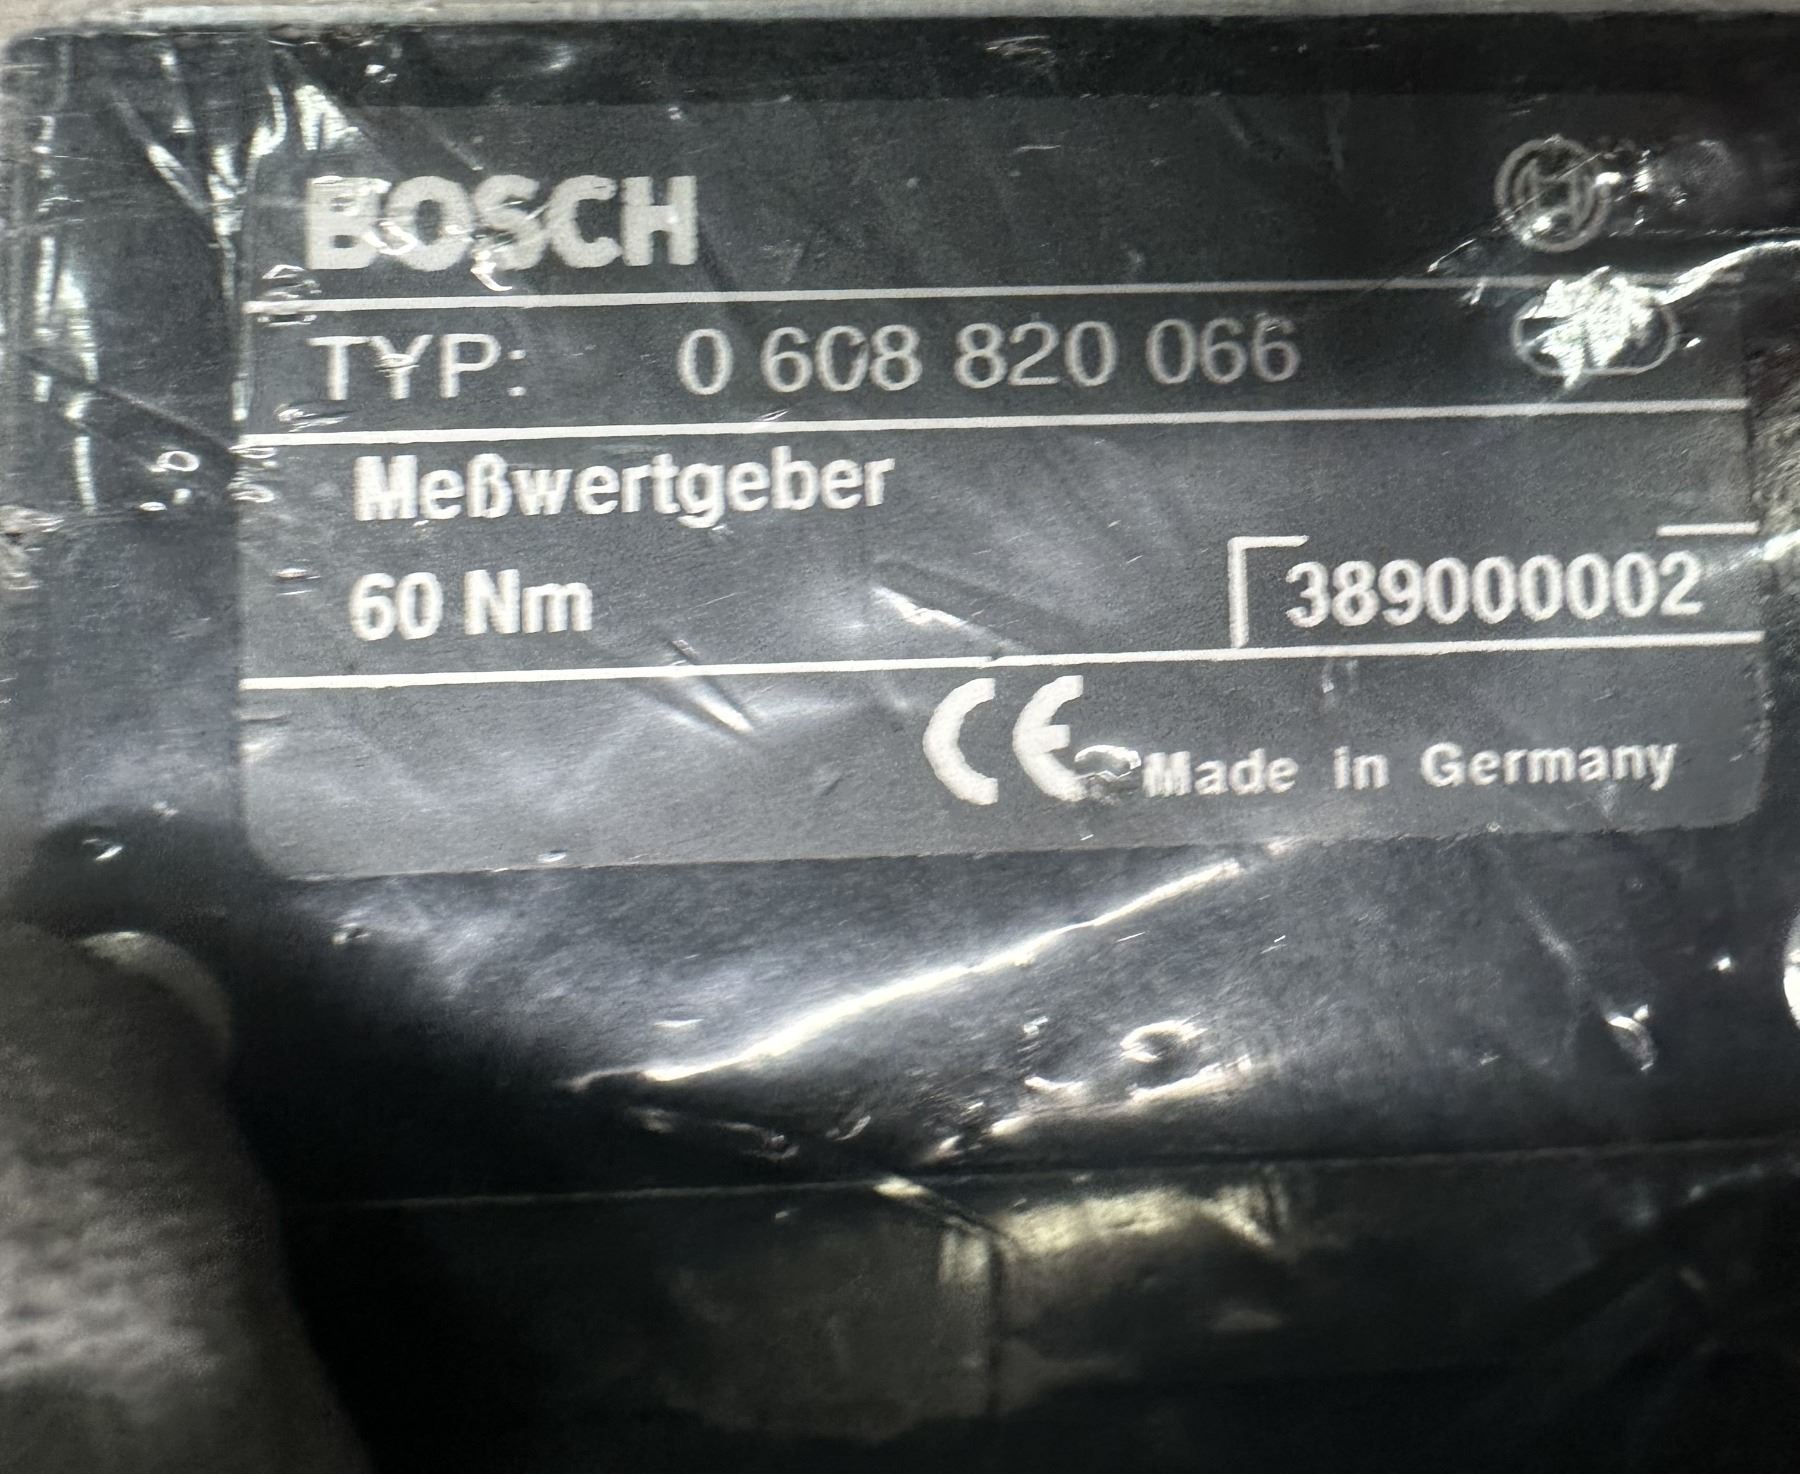 BOSCH
TYP: 0 608 820 066
Meßwertgeber
60 Nm 389000002
CE Made in Germany